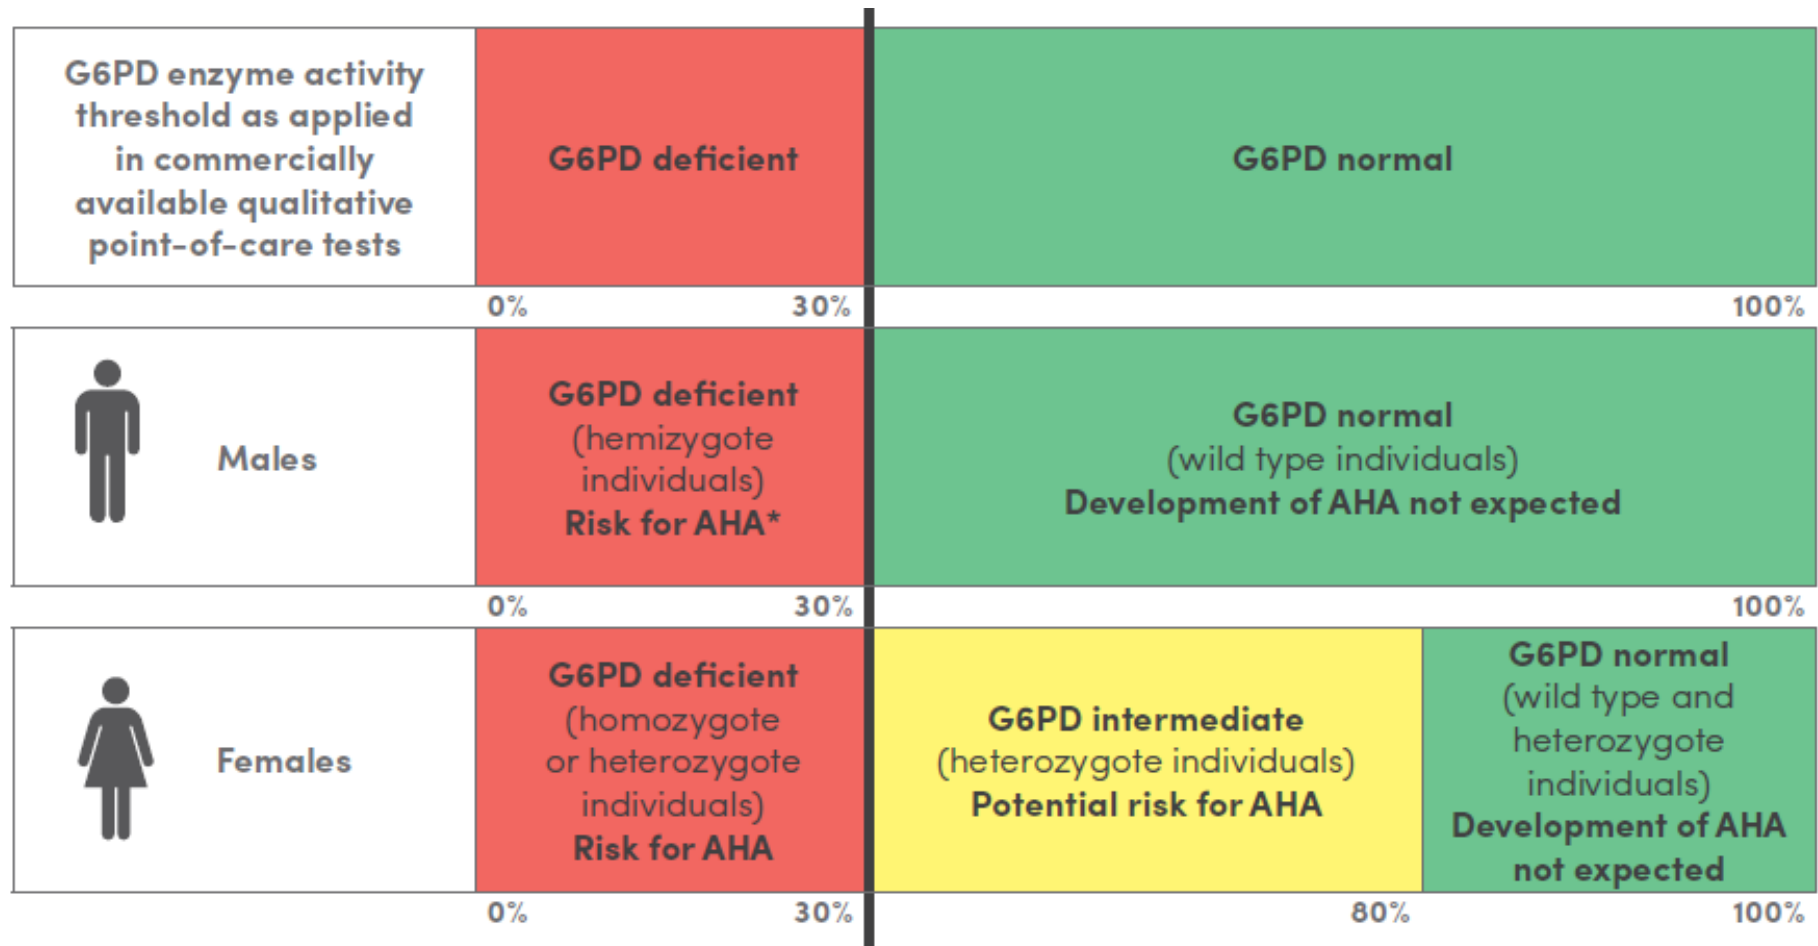 G6PD enzyme activity
threshold as applied
in commercially
available qualitative
point-of-care tests
G6PD deficient
G6PD normal
0%
30%
100%
Males
G6PD deficient
(hemizygote
individuals)
Risk for AHA*
G6PD normal
(wild type individuals)
Development of AHA not expected
0%
30%
100%
Females
G6PD deficient
(homozygote
or heterozygote
individuals)
Risk for AHA
G6PD intermediate
(heterozygote individuals)
Potential risk for AHA
G6PD normal
(wild type and
heterozygote
individuals)
Development of AHA
not expected
0%
30%
80%
100%